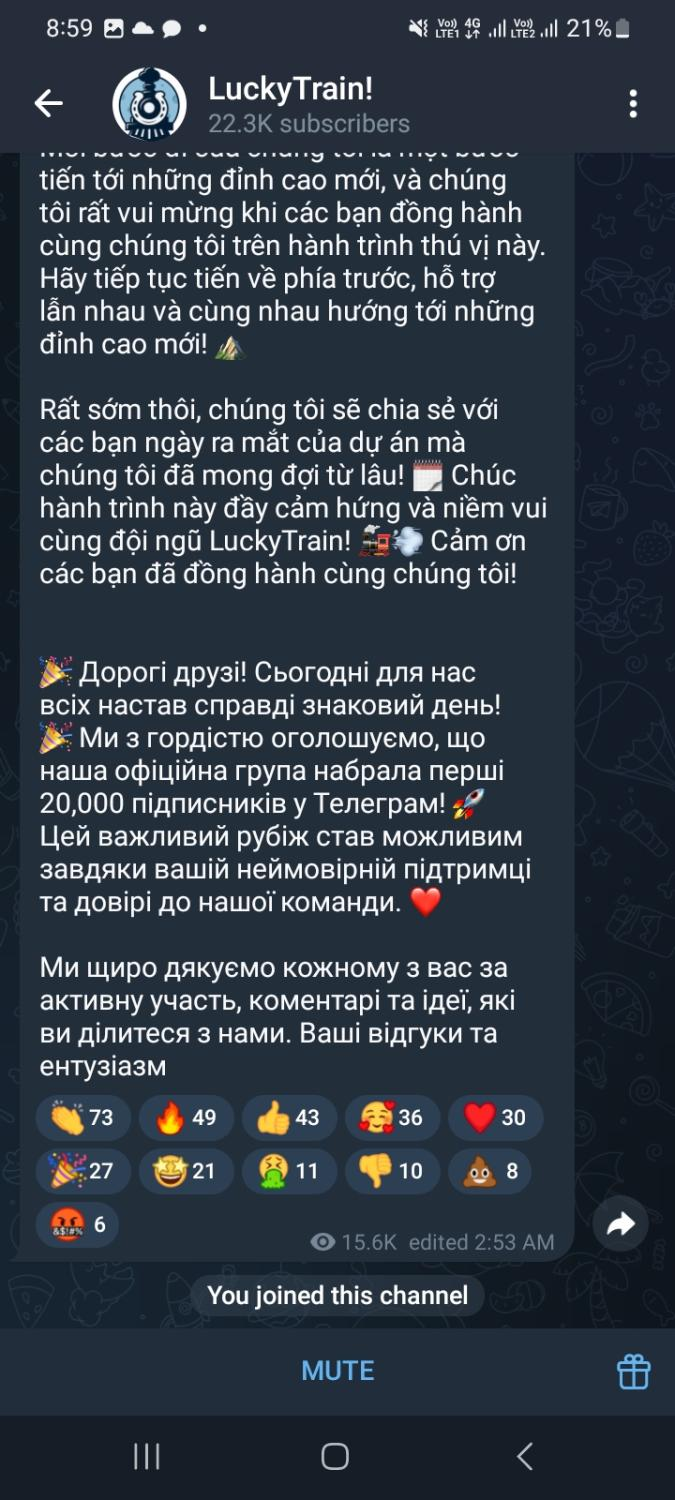 8:59
Vo)) LTE1 4G Vo)) LTE2 21%
LuckyTrain!
22.3K subscribers
Mỗi bước đi của chúng tôi là một bước
tiến tới những đỉnh cao mới, và chúng
tôi rất vui mừng khi các bạn đồng hành
cùng chúng tôi trên hành trình thú vị này.
Hãy tiếp tục tiến về phía trước, hỗ trợ
lẫn nhau và cùng nhau hướng tới những
đỉnh cao mới! ⛰️
Rất sớm thôi, chúng tôi sẽ chia sẻ với
các bạn ngày ra mắt của dự án mà
chúng tôi đã mong đợi từ lâu! 🗓 Chúc
hành trình này đầy cảm hứng và niềm vui
cùng đội ngũ LuckyTrain! 🚂💨 Cảm ơn
các bạn đã đồng hành cùng chúng tôi!
🎉 Дорогі друзі! Сьогодні для нас
всіх настав справді знаковий день!
🎉 Ми з гордістю оголошуємо, що
наша офіційна група набрала перші
20,000 підписників у Телеграм! 🚀
Цей важливий рубіж став можливим
завдяки вашій неймовірній підтримці
та довірі до нашої команди. ❤️
Ми щиро дякуємо кожному з вас за
активну участь, коментарі та ідеї, які
ви ділитеся з нами. Ваші відгуки та
ентузіазм
👏 73 🔥 49 👍 43 🥰 36 ❤️ 30
🎉 27 🤩 21 🤮 11 👎 10 💩 8
🤬 6
15.6K edited 2:53 AM
You joined this channel
MUTE